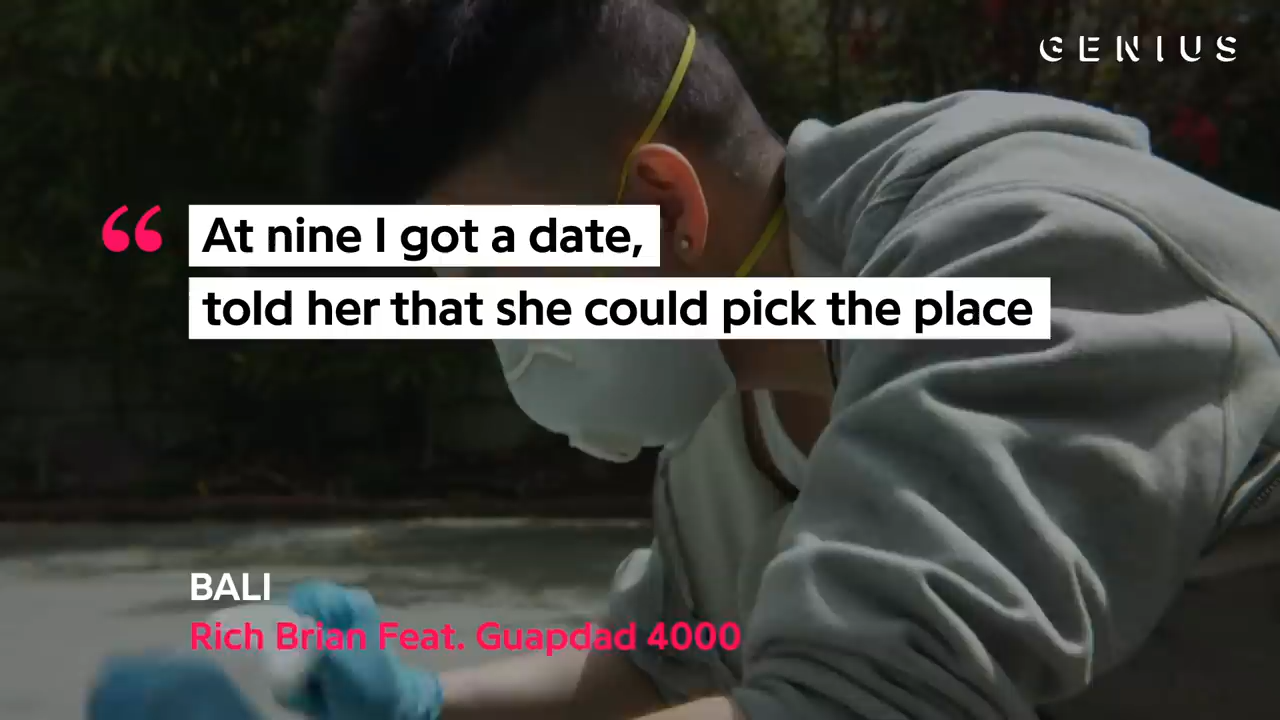 GENIUS
“ At nine I got a date,
told her that she could pick the place
BALI
Rich Brian Feat. Guapdad 4000